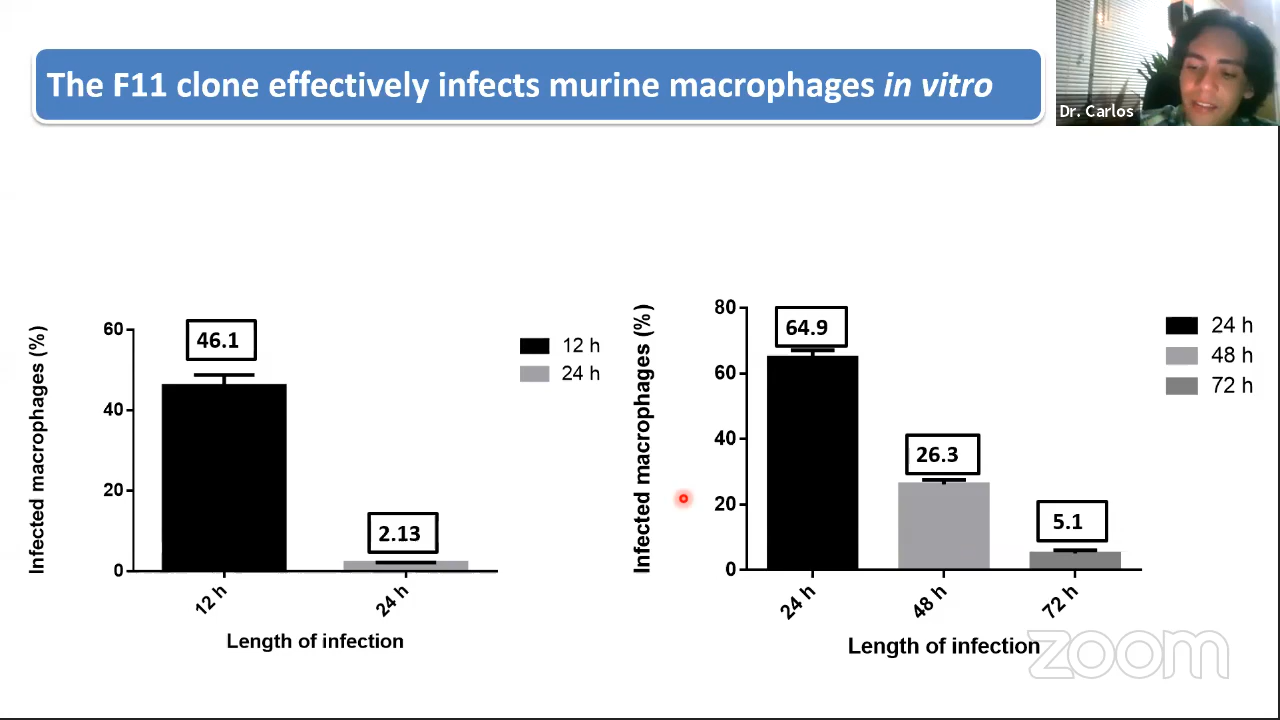 The F11 clone effectively infects murine macrophages in vitro
Dr. Carlos
Infected macrophages (%)
60
40
20
0
46.1
2.13
12 h
24 h
12 h
24 h
Length of infection
Infected macrophages (%)
80
60
40
20
0
64.9
26.3
5.1
24 h
48 h
72 h
24 h
48 h
72 h
Length of infection
zoom